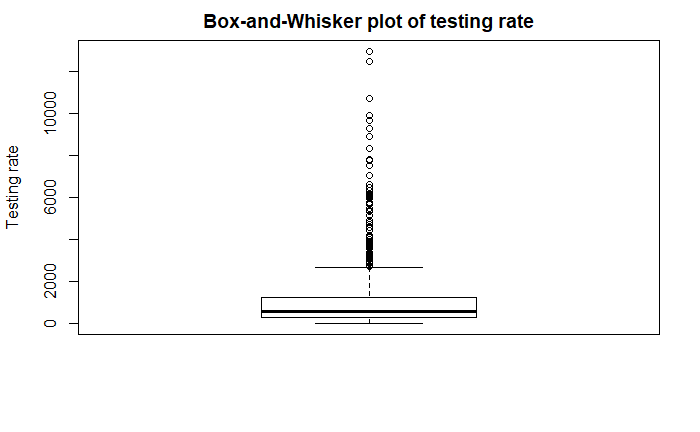 Box-and-Whisker plot of testing rate
Testing rate
10000
6000
2000
0